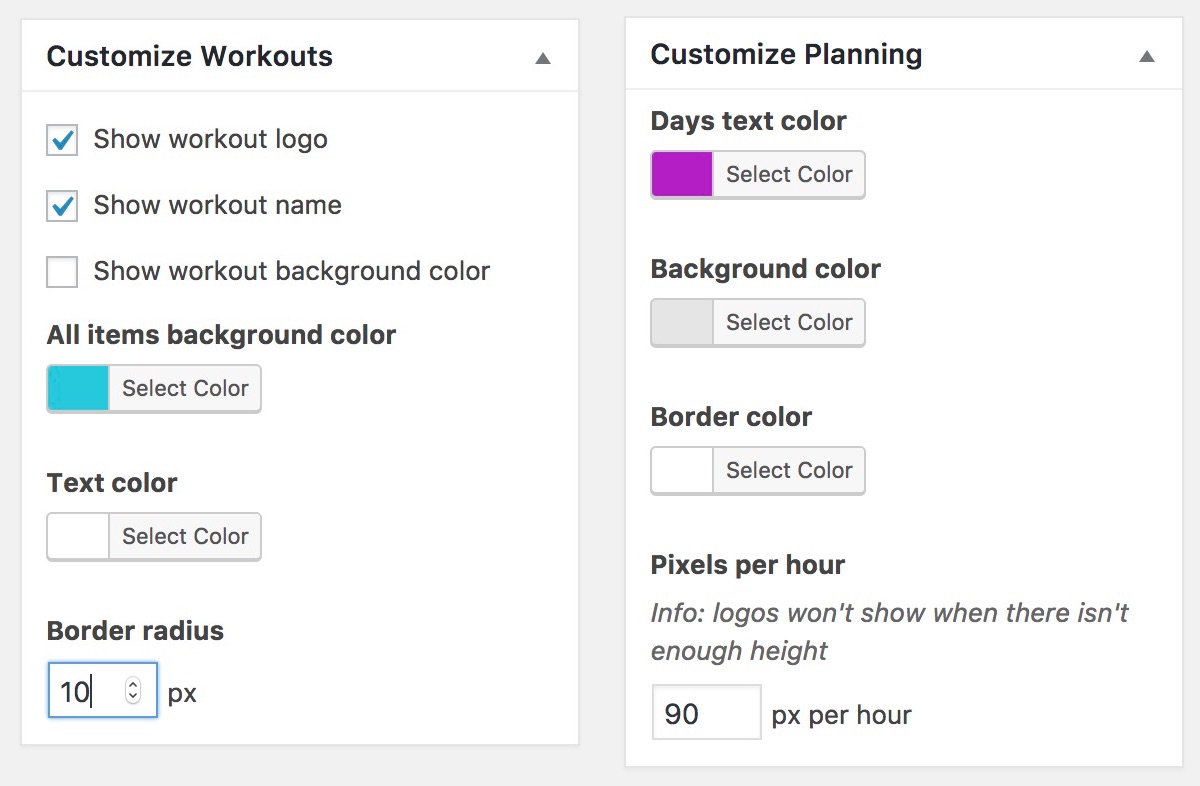 Customize Workouts
Show workout logo
Show workout name
Show workout background color
All items background color
Select Color
Text color
Select Color
Border radius
10 px
Customize Planning
Days text color
Select Color
Background color
Select Color
Border color
Select Color
Pixels per hour
Info: logos won't show when there isn't
enough height
90 px per hour